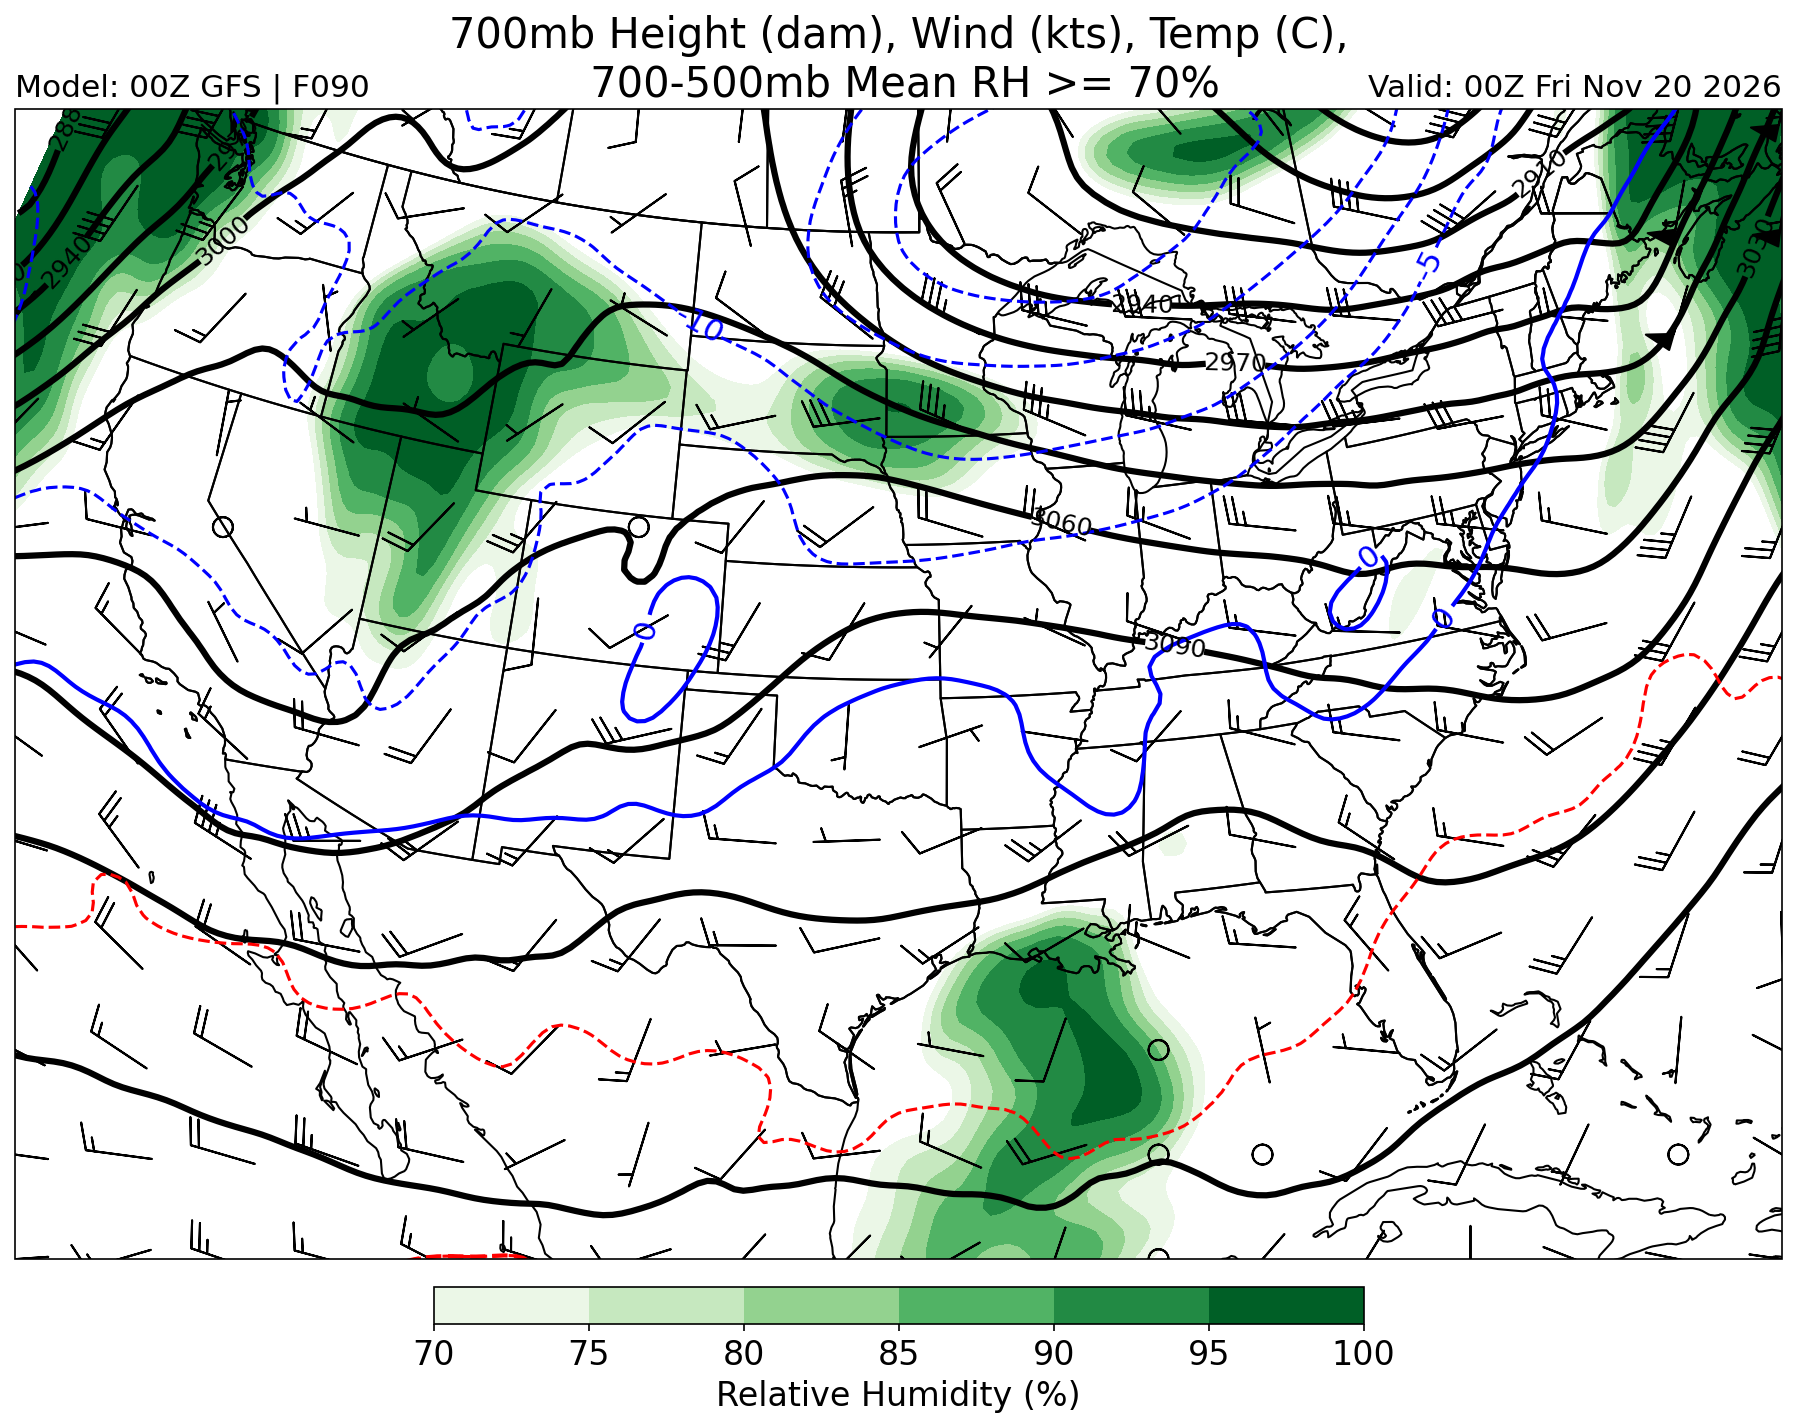 700mb Height (dam), Wind (kts), Temp (C),
700-500mb Mean RH >= 70%
Model: 00Z GFS | F090
Valid: 00Z Fri Nov 20 2026
2910
3000
2940
3030
-5
2940
-10
2970
3060
0
0
0
3090
70 75 80 85 90 95 100
Relative Humidity (%)